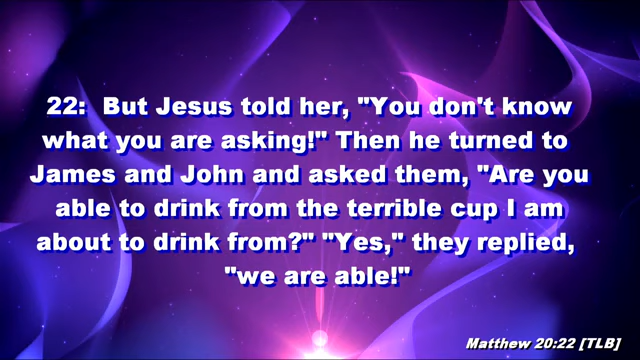 22:  But Jesus told her, "You don't know
what you are asking!" Then he turned to
James and John and asked them, "Are you
able to drink from the terrible cup I am
about to drink from?" "Yes," they replied,
"we are able!"
Matthew 20:22 [TLB]